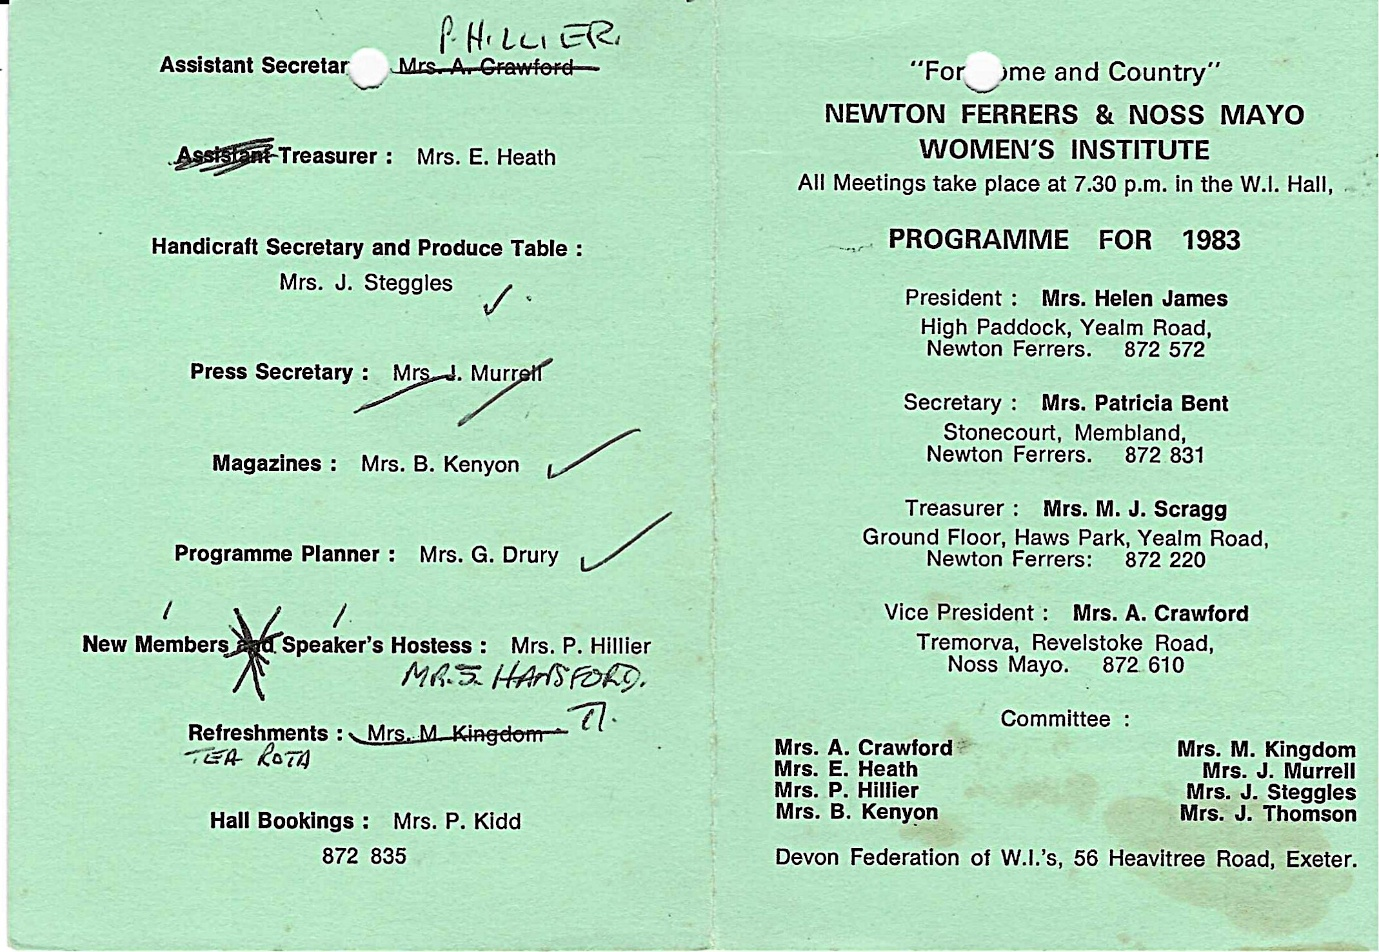 P. HILLIER.
Assistant Secretar Mrs. A. Crawford
Assistant Treasurer : Mrs. E. Heath
Handicraft Secretary and Produce Table :
Mrs. J. Steggles
Press Secretary : Mrs. J. Murrell
Magazines : Mrs. B. Kenyon
Programme Planner : Mrs. G. Drury
New Members and Speaker's Hostess : Mrs. P. Hillier
MRS. HANSFORD.
Refreshments : Mrs. M. Kingdom
TEA ROTA
Hall Bookings : Mrs. P. Kidd
872 835
"For ome and Country"
NEWTON FERRERS & NOSS MAYO
WOMEN'S INSTITUTE
All Meetings take place at 7.30 p.m. in the W.I. Hall,
PROGRAMME FOR 1983
President : Mrs. Helen James
High Paddock, Yealm Road,
Newton Ferrers. 872 572
Secretary : Mrs. Patricia Bent
Stonecourt, Membland,
Newton Ferrers. 872 831
Treasurer : Mrs. M. J. Scragg
Ground Floor, Haws Park, Yealm Road,
Newton Ferrers: 872 220
Vice President : Mrs. A. Crawford
Tremorva, Revelstoke Road,
Noss Mayo. 872 610
Committee :
Mrs. A. Crawford Mrs. M. Kingdom
Mrs. E. Heath Mrs. J. Murrell
Mrs. P. Hillier Mrs. J. Steggles
Mrs. B. Kenyon Mrs. J. Thomson
Devon Federation of W.I.'s, 56 Heavitree Road, Exeter.